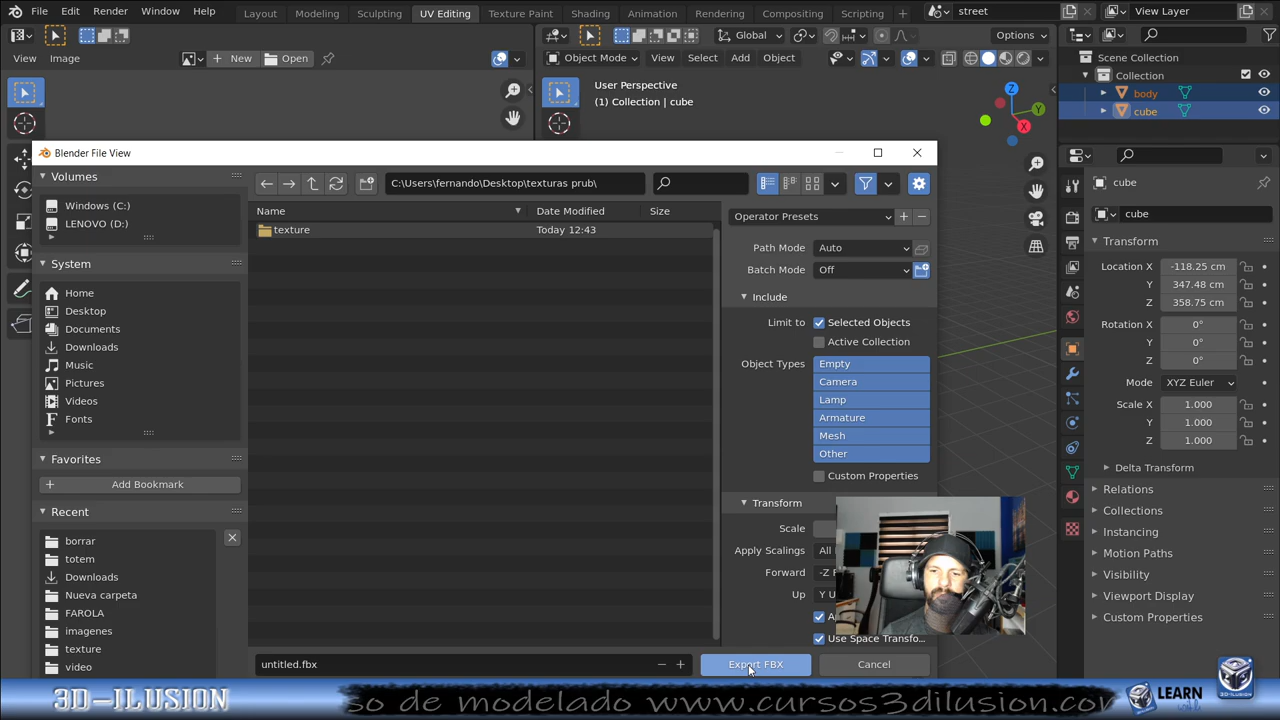 File Edit Render Window Help Layout Modeling Sculpting UV Editing Texture Paint Shading Animation Rendering Compositing Scripting + street View Layer
Global Options
View Image New Open Object Mode View Select Add Object
Scene Collection
Collection
body
cube
User Perspective
(1) Collection | cube
X
Y
Z
Blender File View
Volumes
Windows (C:)
LENOVO (D:)
System
Home
Desktop
Documents
Downloads
Music
Pictures
Videos
Fonts
Favorites
Add Bookmark
Recent
borrar
totem
Downloads
Nueva carpeta
FAROLA
imagenes
texture
video
C:\Users\fernando\Desktop\texturas prub\
Name Date Modified Size
texture Today 12:43
untitled.fbx
Export FBX Cancel
Operator Presets
Path Mode Auto
Batch Mode Off
Include
Limit to Selected Objects
Active Collection
Object Types Empty
Camera
Lamp
Armature
Mesh
Other
Custom Properties
Transform
Scale
Apply Scalings All
Forward -Z
Up Y U
Use Space Transfo...
cube
cube
Transform
Location X -118.25 cm
Y 347.48 cm
Z 358.75 cm
Rotation X 0°
Y 0°
Z 0°
Mode XYZ Euler
Scale X 1.000
Y 1.000
Z 1.000
Delta Transform
Relations
Collections
Instancing
Motion Paths
Visibility
Viewport Display
Custom Properties
3D-ILUSION so de modelado www.cursos3dilusion.com LEARN